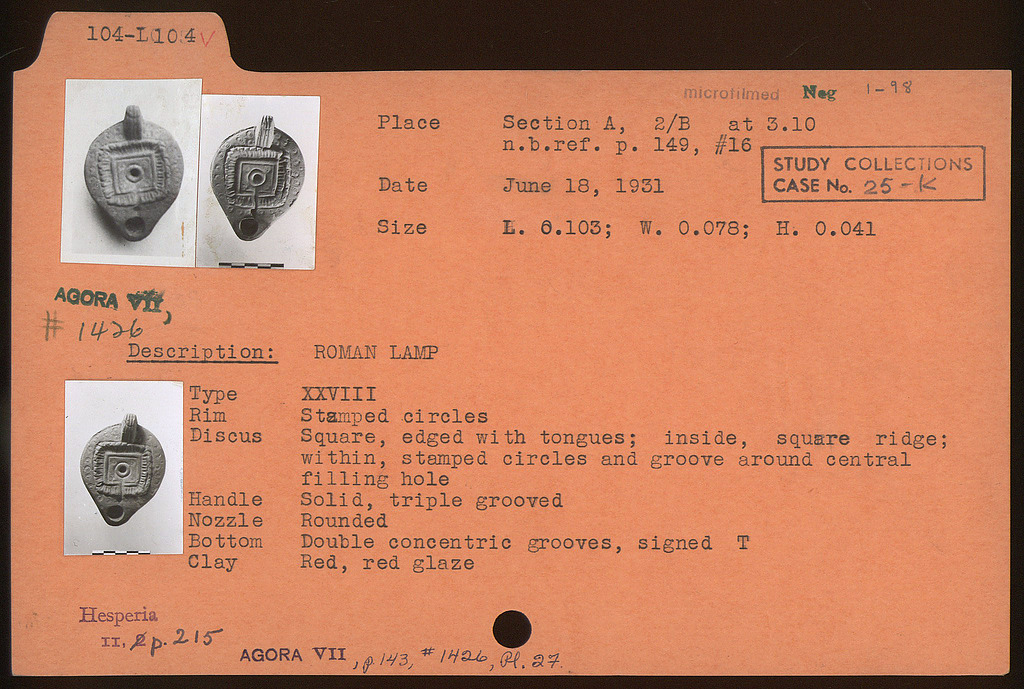 104-L104 V
microfilmed Neg 1-98
Place Section A, 2/B at 3.10
n.b.ref. p. 149, #16
STUDY COLLECTIONS
CASE No. 25-K
Date June 18, 1931
Size L. 0.103; W. 0.078; H. 0.041
AGORA VII,
# 1426
Description: ROMAN LAMP
Type XXVIII
Rim Stamped circles
Discus Square, edged with tongues; inside, square ridge;
within, stamped circles and groove around central
filling hole
Handle Solid, triple grooved
Nozzle Rounded
Bottom Double concentric grooves, signed T
Clay Red, red glaze
Hesperia
II, p. 215
AGORA VII, p. 143, #1426, Pl. 27.